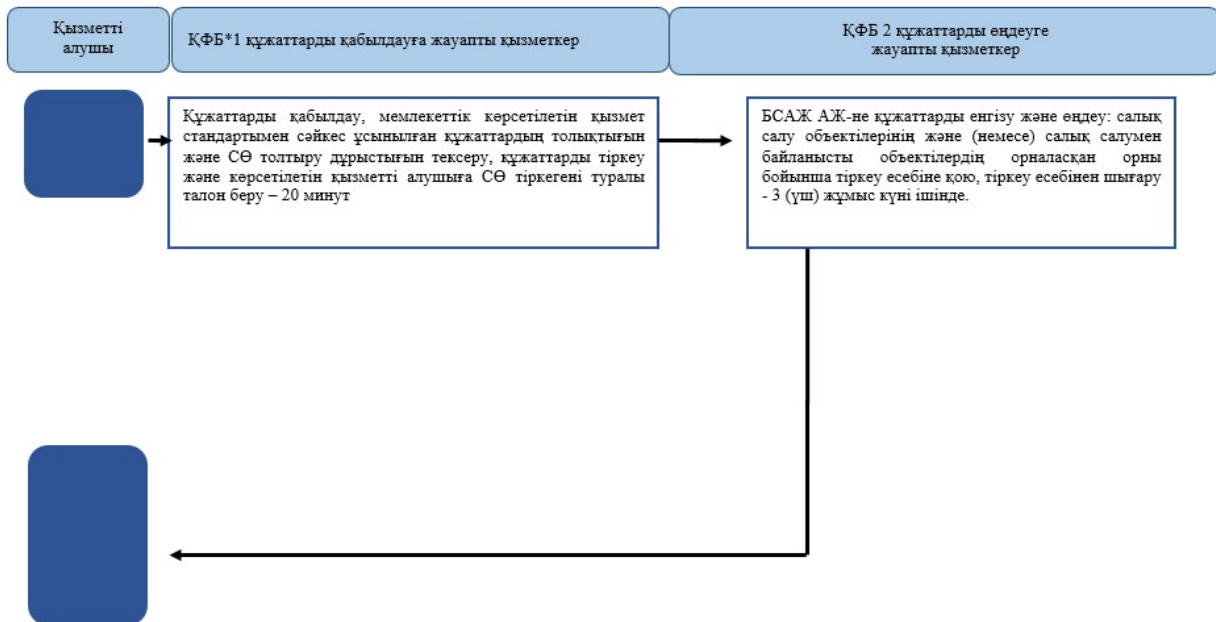 Қызметті
алушы
ҚФБ*1 құжаттарды қабылдауға жауапты қызметкер
ҚФБ 2 құжаттарды өңдеуге
жауапты қызметкер
Құжаттарды қабылдау, мемлекеттік көрсетілетін қызмет
стандартымен сәйкес ұсынылған құжаттардың толықтығын
және СӨ толтыру дұрыстығын тексеру, құжаттарды тіркеу
және көрсетілетін қызметті алушыға СӨ тіркегені туралы
талон беру – 20 минут
БСАЖ АЖ-не құжаттарды енгізу және өңдеу: салық
салу объектілерінің және (немесе) салық салумен
байланысты объектілердің орналасқан орны
бойынша тіркеу есебіне қою, тіркеу есебінен шығару
- 3 (үш) жұмыс күні ішінде.